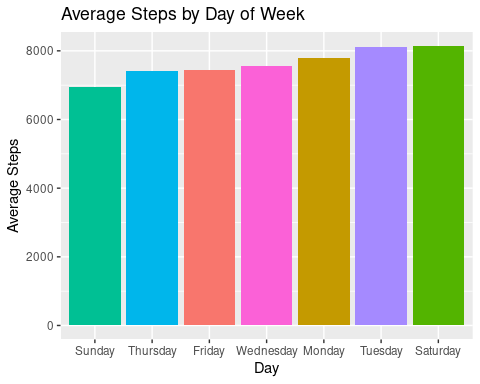 Average Steps by Day of Week
Average Steps
8000
6000
4000
2000
0
Sunday Thursday Friday Wednesday Monday Tuesday Saturday
Day